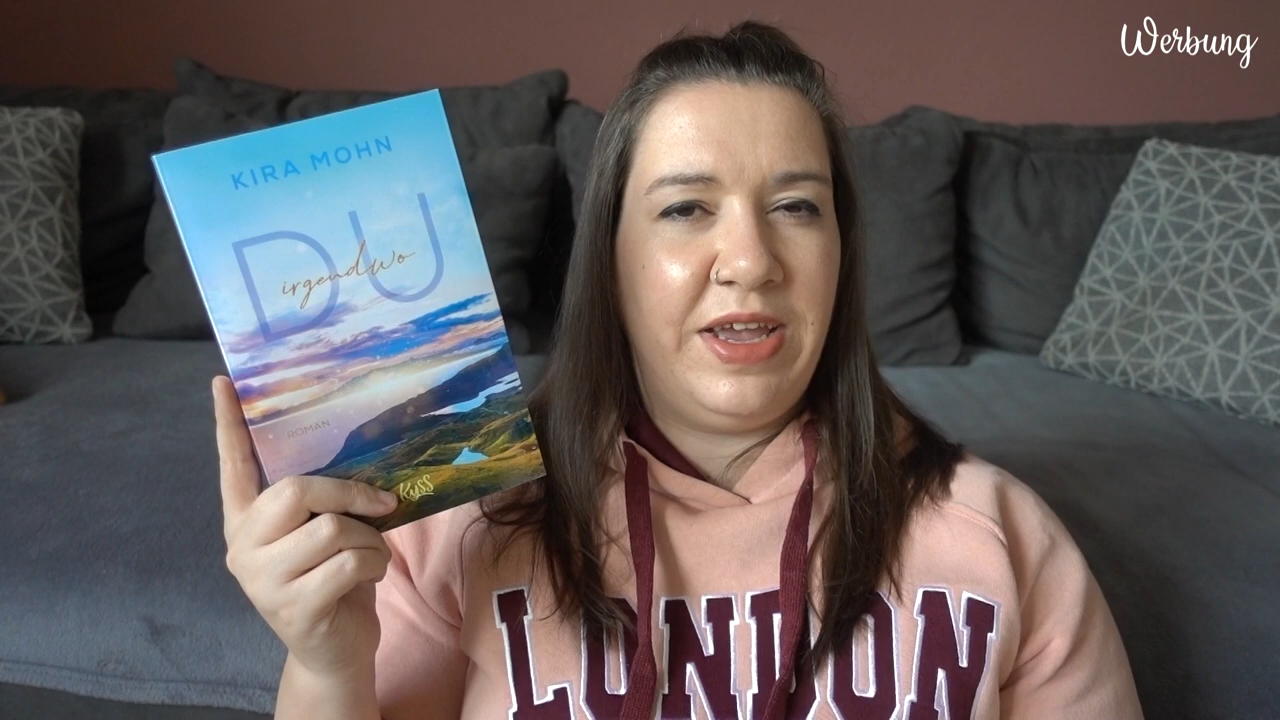 Werbung
KIRA MOHN
DU
irgendwo
ROMAN
KYSS
LONDON